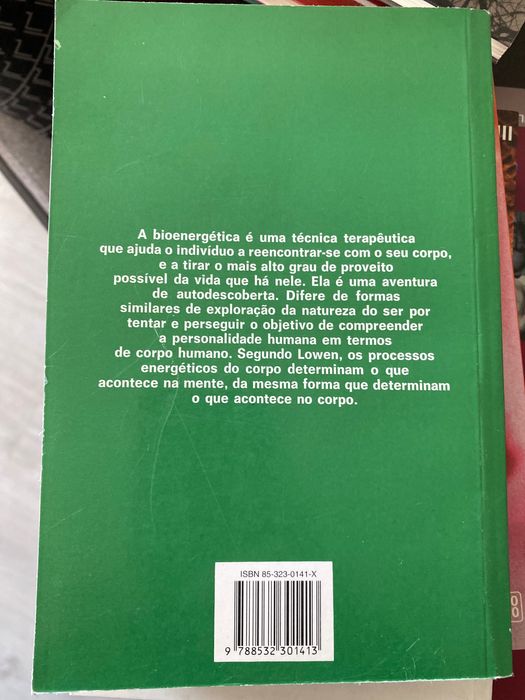 A bioenergética é uma técnica terapêutica
que ajuda o indivíduo a reencontrar-se com o seu corpo,
e a tirar o mais alto grau de proveito
possível da vida que há nele. Ela é uma aventura
de autodescoberta. Difere de formas
similares de exploração da natureza do ser por
tentar e perseguir o objetivo de compreender
a personalidade humana em termos
de corpo humano. Segundo Lowen, os processos
energéticos do corpo determinam o que
acontece na mente, da mesma forma que determinam
o que acontece no corpo.
ISBN 85-323-0141-X
9 788532 301413